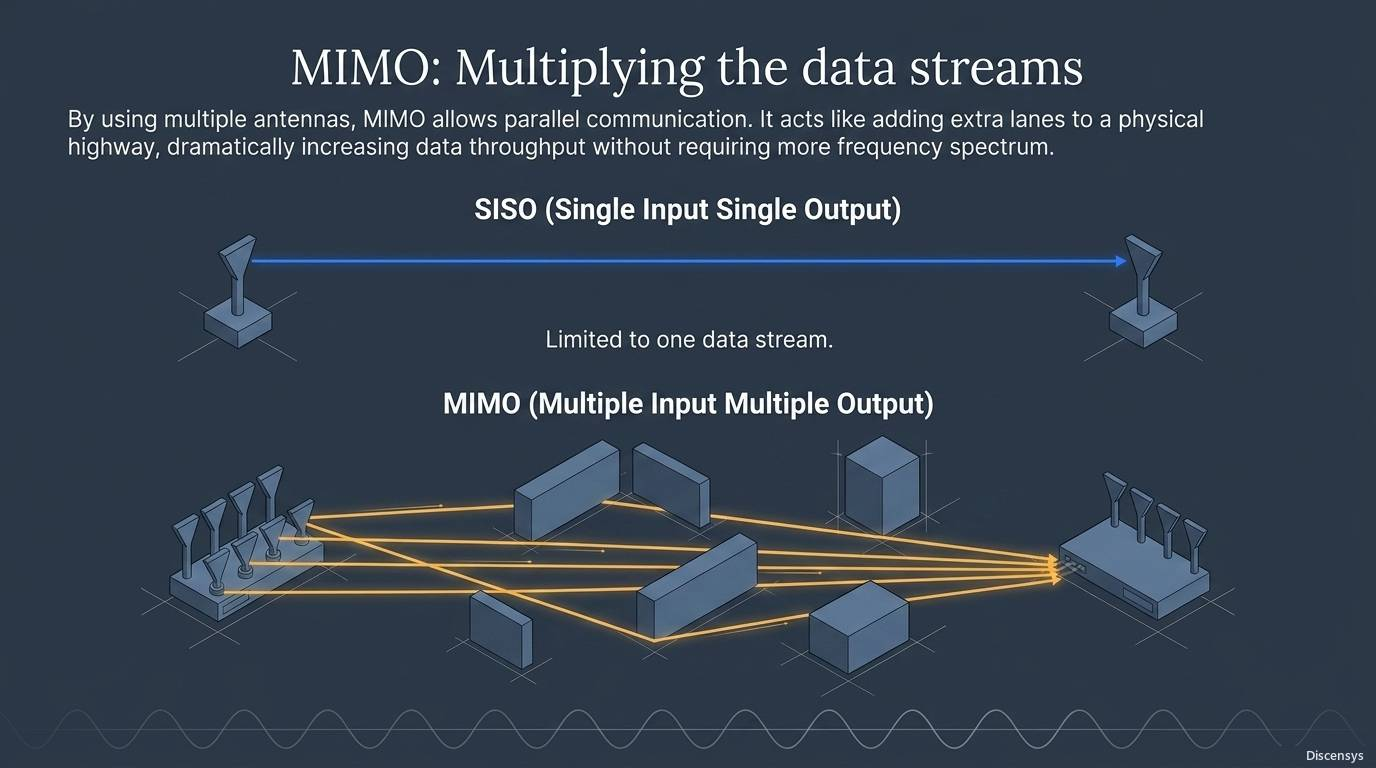 MIMO: Multiplying the data streams
By using multiple antennas, MIMO allows parallel communication. It acts like adding extra lanes to a physical
highway, dramatically increasing data throughput without requiring more frequency spectrum.
SISO (Single Input Single Output)
Limited to one data stream.
MIMO (Multiple Input Multiple Output)
Discensys